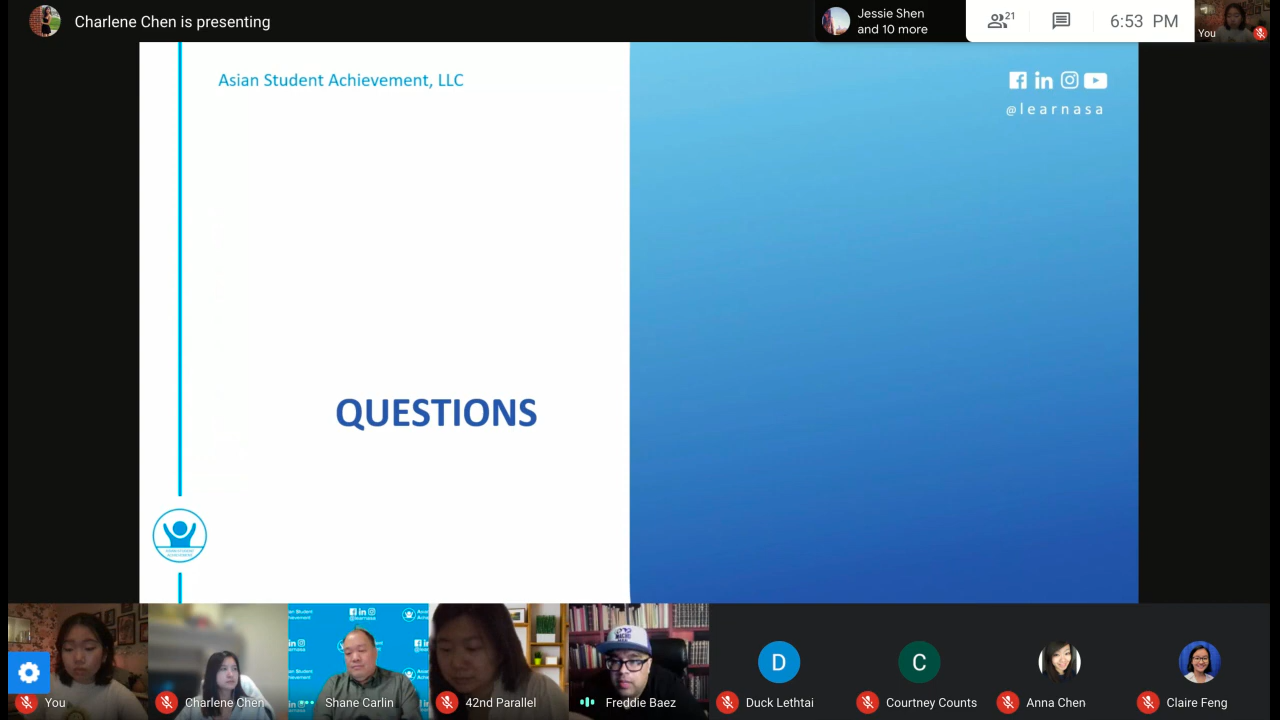 Charlene Chen is presenting
Jessie Shen
and 10 more
21
6:53 PM
You
Asian Student Achievement, LLC
@learnasa
QUESTIONS
You
Charlene Chen
Shane Carlin
42nd Parallel
Freddie Baez
D
Duck Lethtai
C
Courtney Counts
Anna Chen
Claire Feng